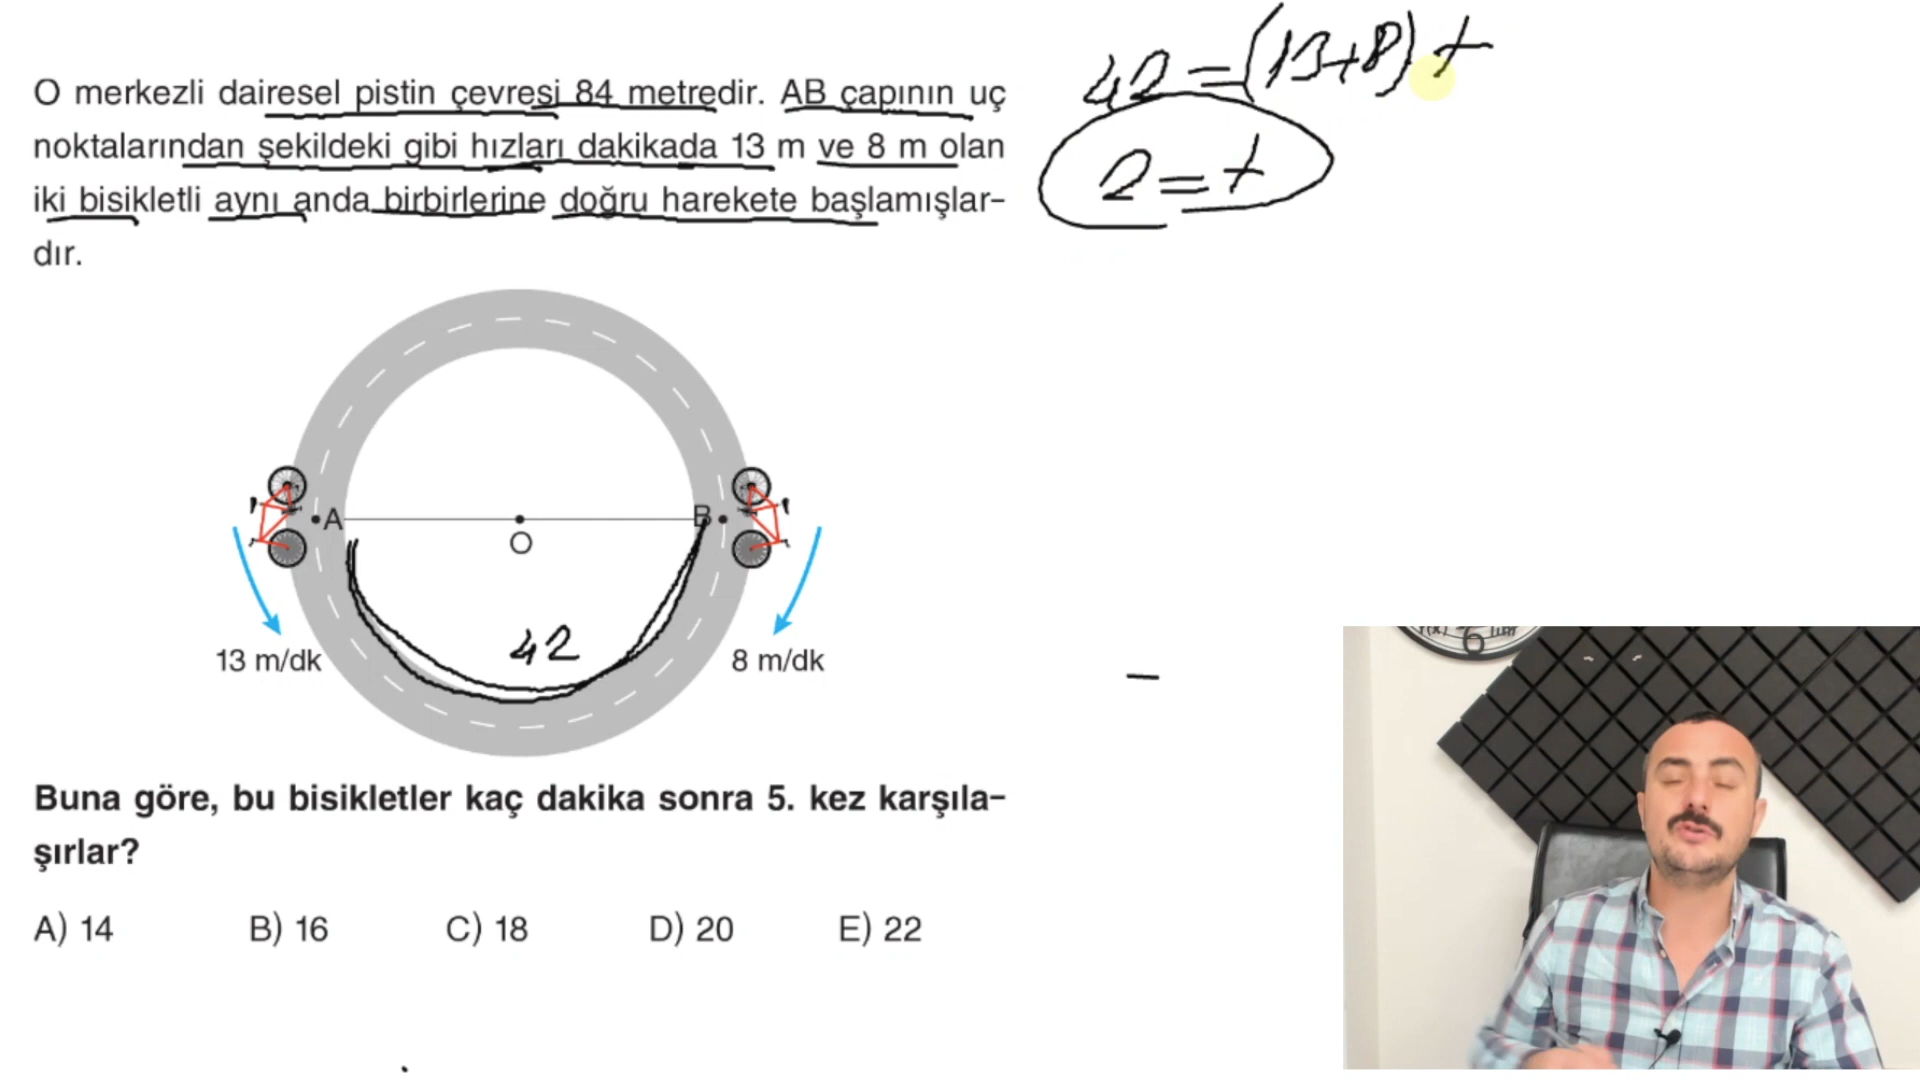 O merkezli dairesel pistin çevresi 84 metredir. AB çapının uç
noktalarından şekildeki gibi hızları dakikada 13 m ve 8 m olan
iki bisikletli aynı anda birbirlerine doğru harekete başlamışlar-
dır.
42 = (13+8) t
2 = t
A
O
B
42
13 m/dk
8 m/dk
Buna göre, bu bisikletler kaç dakika sonra 5. kez karşıla-
şırlar?
A) 14 B) 16 C) 18 D) 20 E) 22